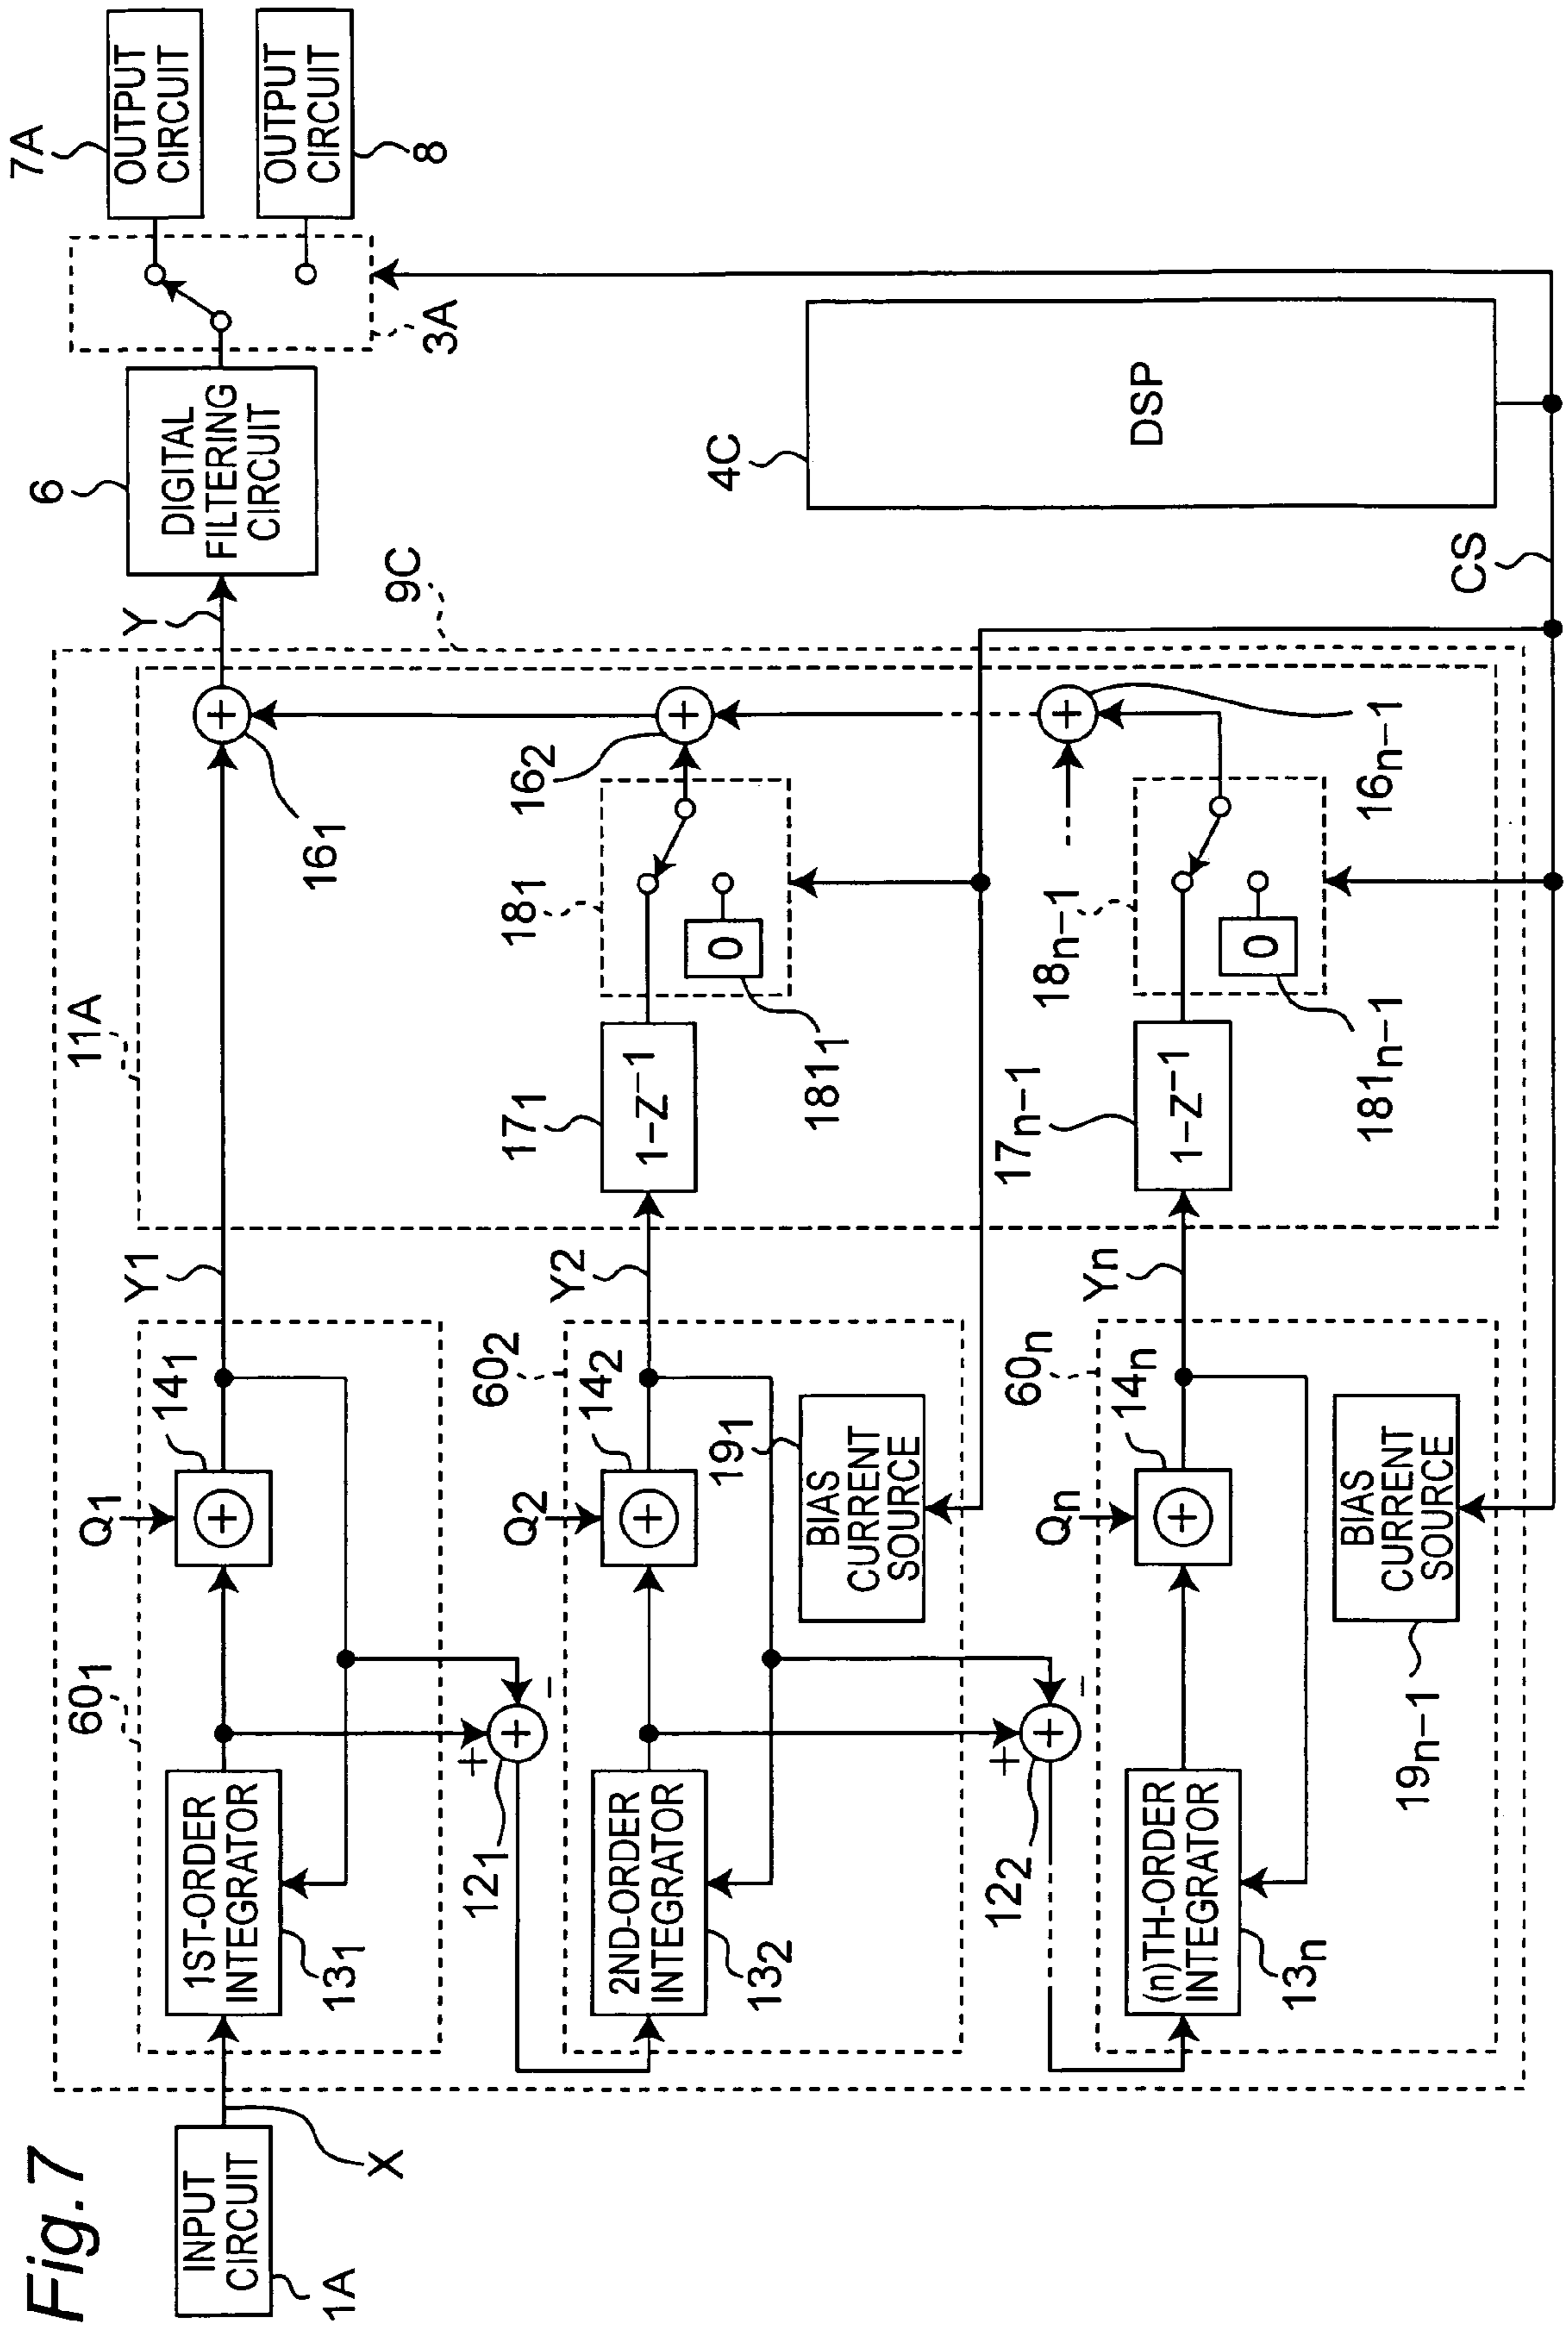 Fig.7
INPUT
CIRCUIT
1A
X
60₁
1ST-ORDER
INTEGRATOR
13₁
Q1
14₁
Y1
12₁
+
−
60₂
2ND-ORDER
INTEGRATOR
13₂
Q2
14₂
Y2
19₁
BIAS
CURRENT
SOURCE
12₂
+
−
60n
(n)TH-ORDER
INTEGRATOR
13n
Qn
14n
Yn
BIAS
CURRENT
SOURCE
19n−1
11A
9C
16₁
17₁
1−Z⁻¹
18₁
0
181₁
16₂
17n−1
1−Z⁻¹
18n−1
0
181n−1
16n−1
Y
6
DIGITAL
FILTERING
CIRCUIT
3A
7A
OUTPUT
CIRCUIT
OUTPUT
CIRCUIT
8
4C
DSP
CS